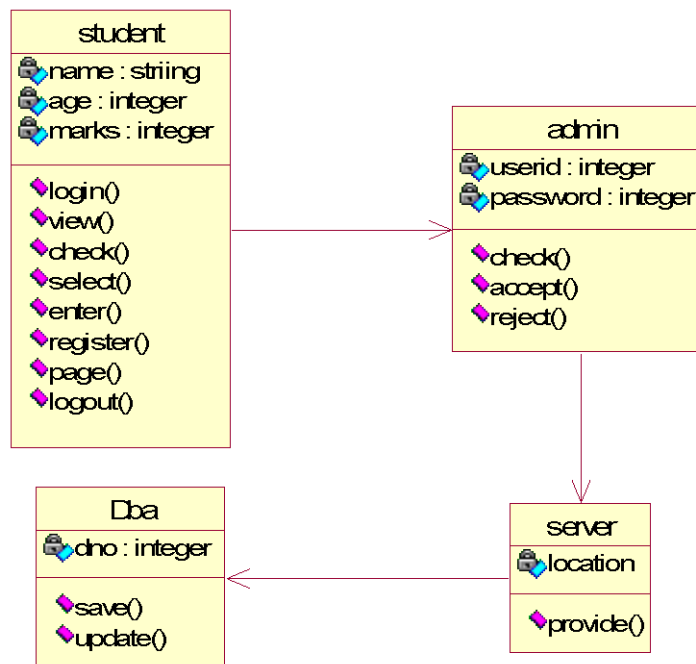 student
name : striing
age : integer
marks : integer
login()
view()
check()
select()
enter()
register()
page()
logout()
admin
userid : integer
password : integer
check()
accept()
reject()
Dba
dno : integer
save()
update()
server
location
provide()